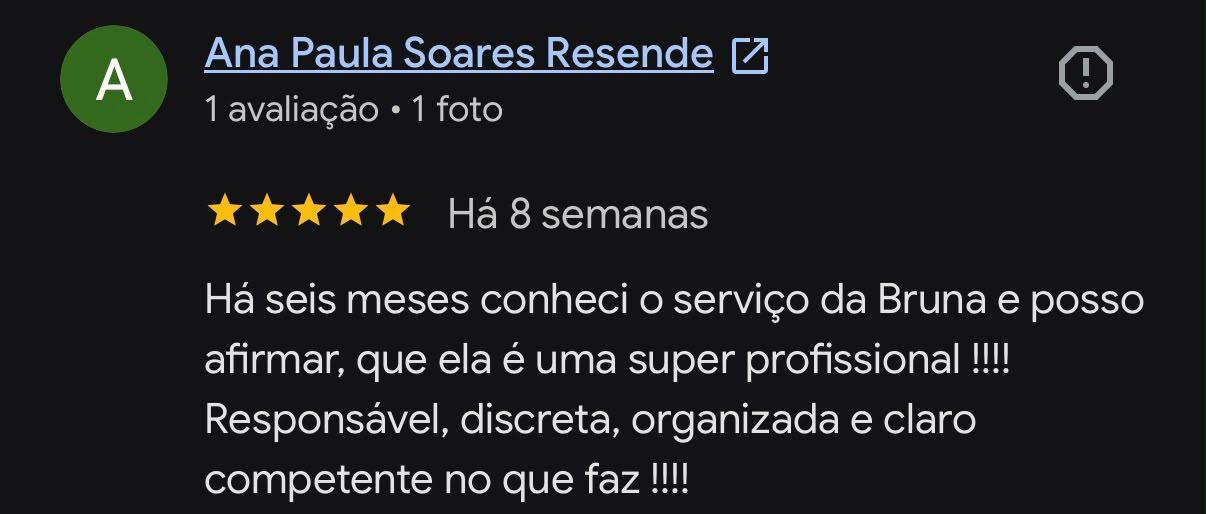 A
Ana Paula Soares Resende
1 avaliação • 1 foto
Há 8 semanas
Há seis meses conheci o serviço da Bruna e posso
afirmar, que ela é uma super profissional !!!!
Responsável, discreta, organizada e claro
competente no que faz !!!!